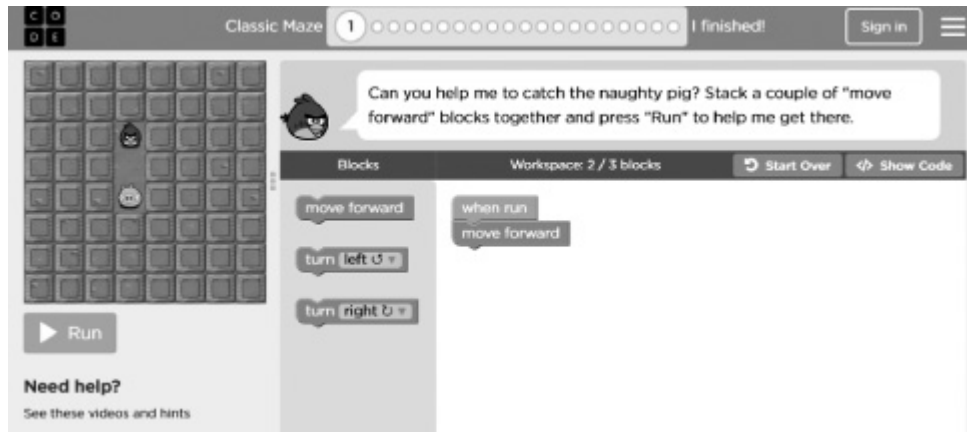 C O
D E
Classic Maze
1
I finished!
Sign in
Can you help me to catch the naughty pig? Stack a couple of "move
forward" blocks together and press "Run" to help me get there.
Blocks
Workspace: 2 / 3 blocks
Start Over
</> Show Code
move forward
turn left ↺ ▾
turn right ↻ ▾
when run
move forward
Run
Need help?
See these videos and hints